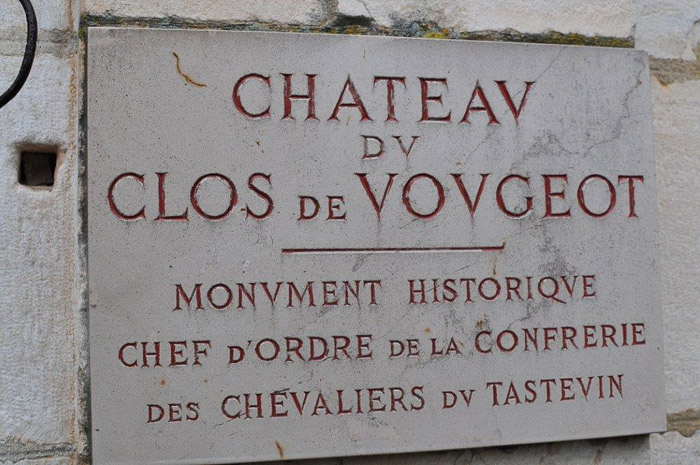 CHATEAV
DV
CLOS DE VOVGEOT
MONVMENT HISTORIQVE
CHEF D'ORDRE DE LA CONFRERIE
DES CHEVALIERS DV TASTEVIN